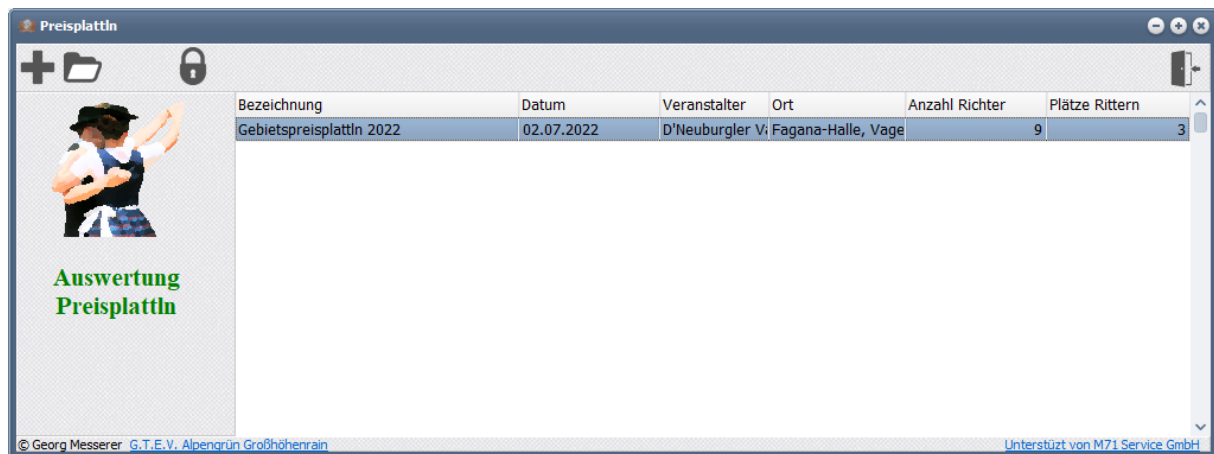 Preisplattln
Bezeichnung Datum Veranstalter Ort Anzahl Richter Plätze Rittern
Gebietspreisplattln 2022 02.07.2022 D'Neuburgler Va Fagana-Halle, Vage 9 3
Auswertung
Preisplattln
© Georg Messerer G.T.E.V. Alpengrün Großhöhenrain Unterstüzt von M71 Service GmbH